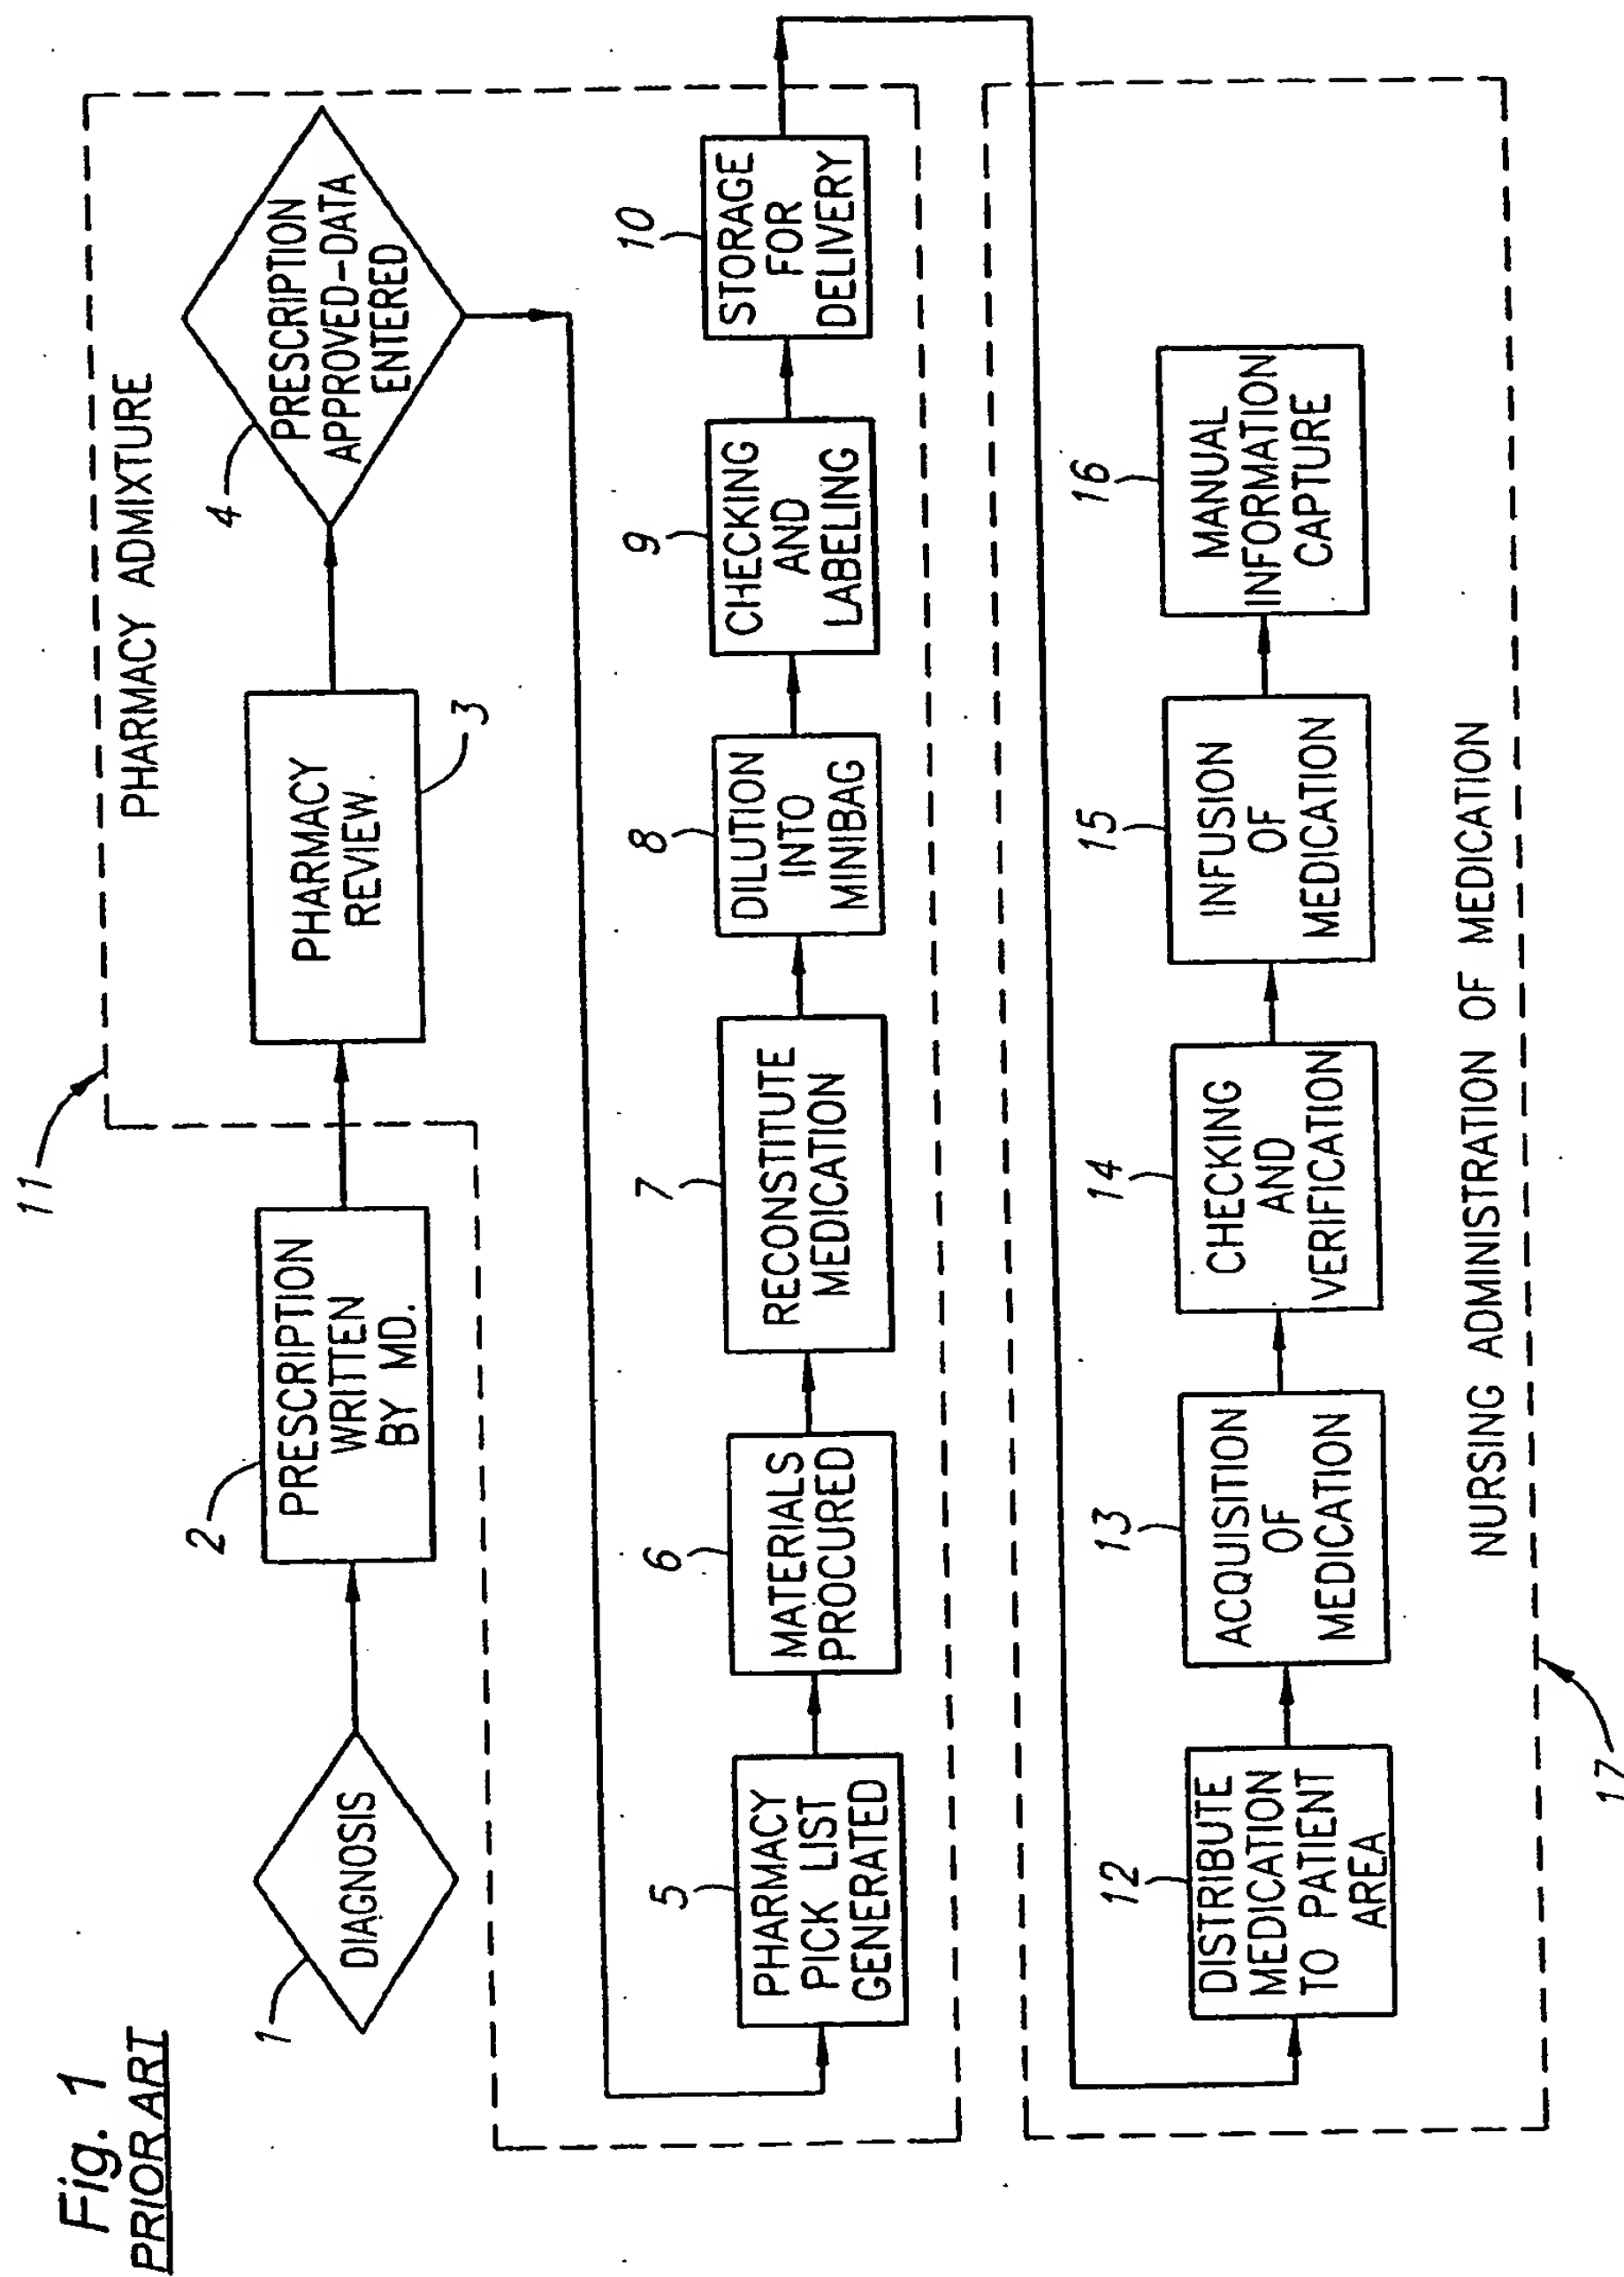 Fig. 1
PRIOR ART
11
PHARMACY ADMIXTURE
1
DIAGNOSIS
2
PRESCRIPTION
WRITTEN
BY MD.
3
PHARMACY
REVIEW.
4
PRESCRIPTION
APPROVED-DATA
ENTERED
5
PHARMACY
PICK LIST
GENERATED
6
MATERIALS
PROCURED
7
RECONSTITUTE
MEDICATION
8
DILUTION
INTO
MINIBAG
9
CHECKING
AND
LABELING
10
STORAGE
FOR
DELIVERY
12
DISTRIBUTE
MEDICATION
TO PATIENT
AREA
13
ACQUISITION
OF
MEDICATION
14
CHECKING
AND
VERIFICATION
15
INFUSION
OF
MEDICATION
16
MANUAL
INFORMATION
CAPTURE
NURSING ADMINISTRATION OF MEDICATION
17